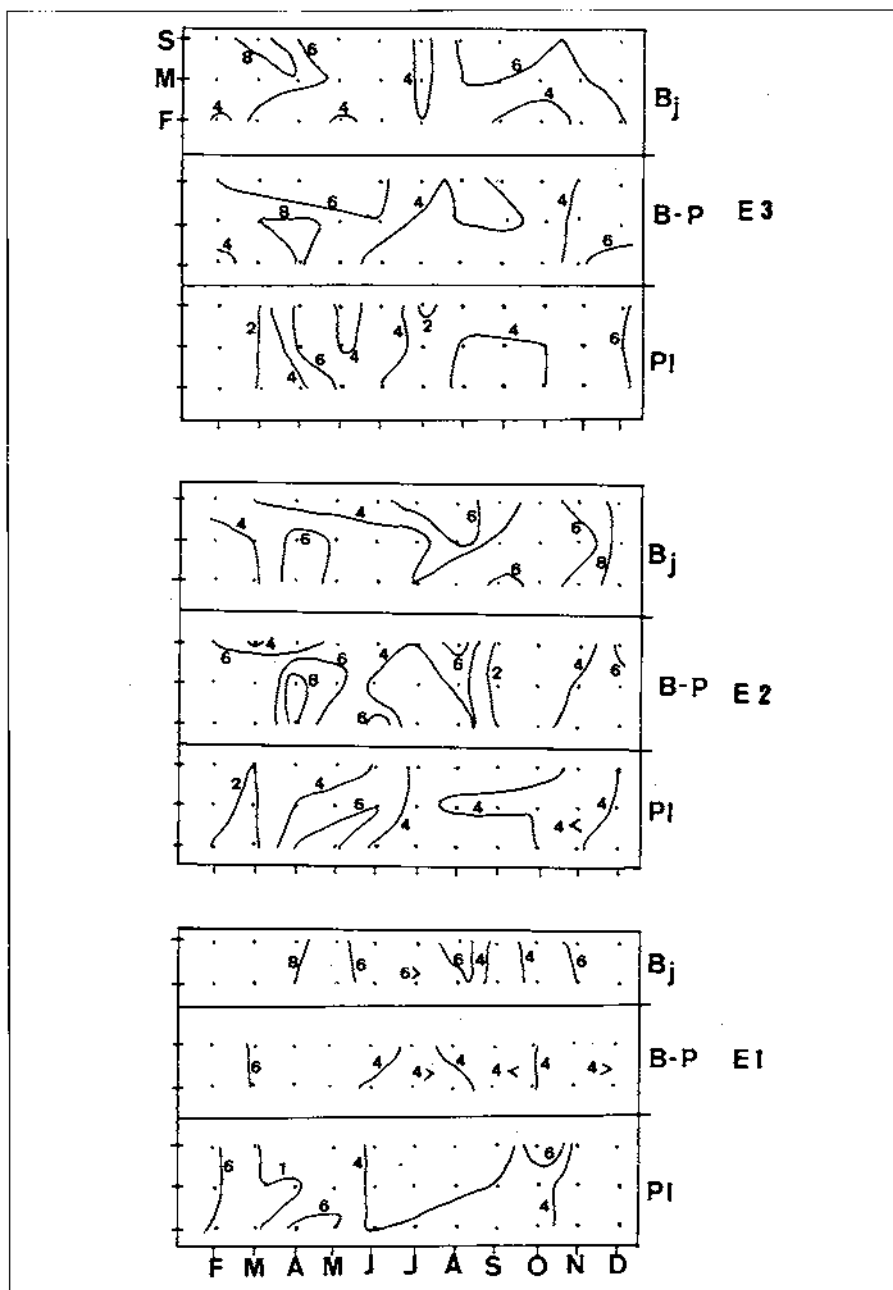 S
8 6
M 4 6 Bj
F 4 4 4
6 4 4
8 B-P E3
4 6
2 4 2 4 6
6 4 Pl
4
4 4 6 6
6 Bj
6 8
4 6
6 6 4 6 2 4 6
8 B-P E2
6
2 4
6 4 4 4
4 < Pl
8 6 6> 6 4 4 6 Bj
6 4 4> 4 4< 4 4> B-P E1
6 1 4 6
6 4 Pl
F M A M J J A S O N D